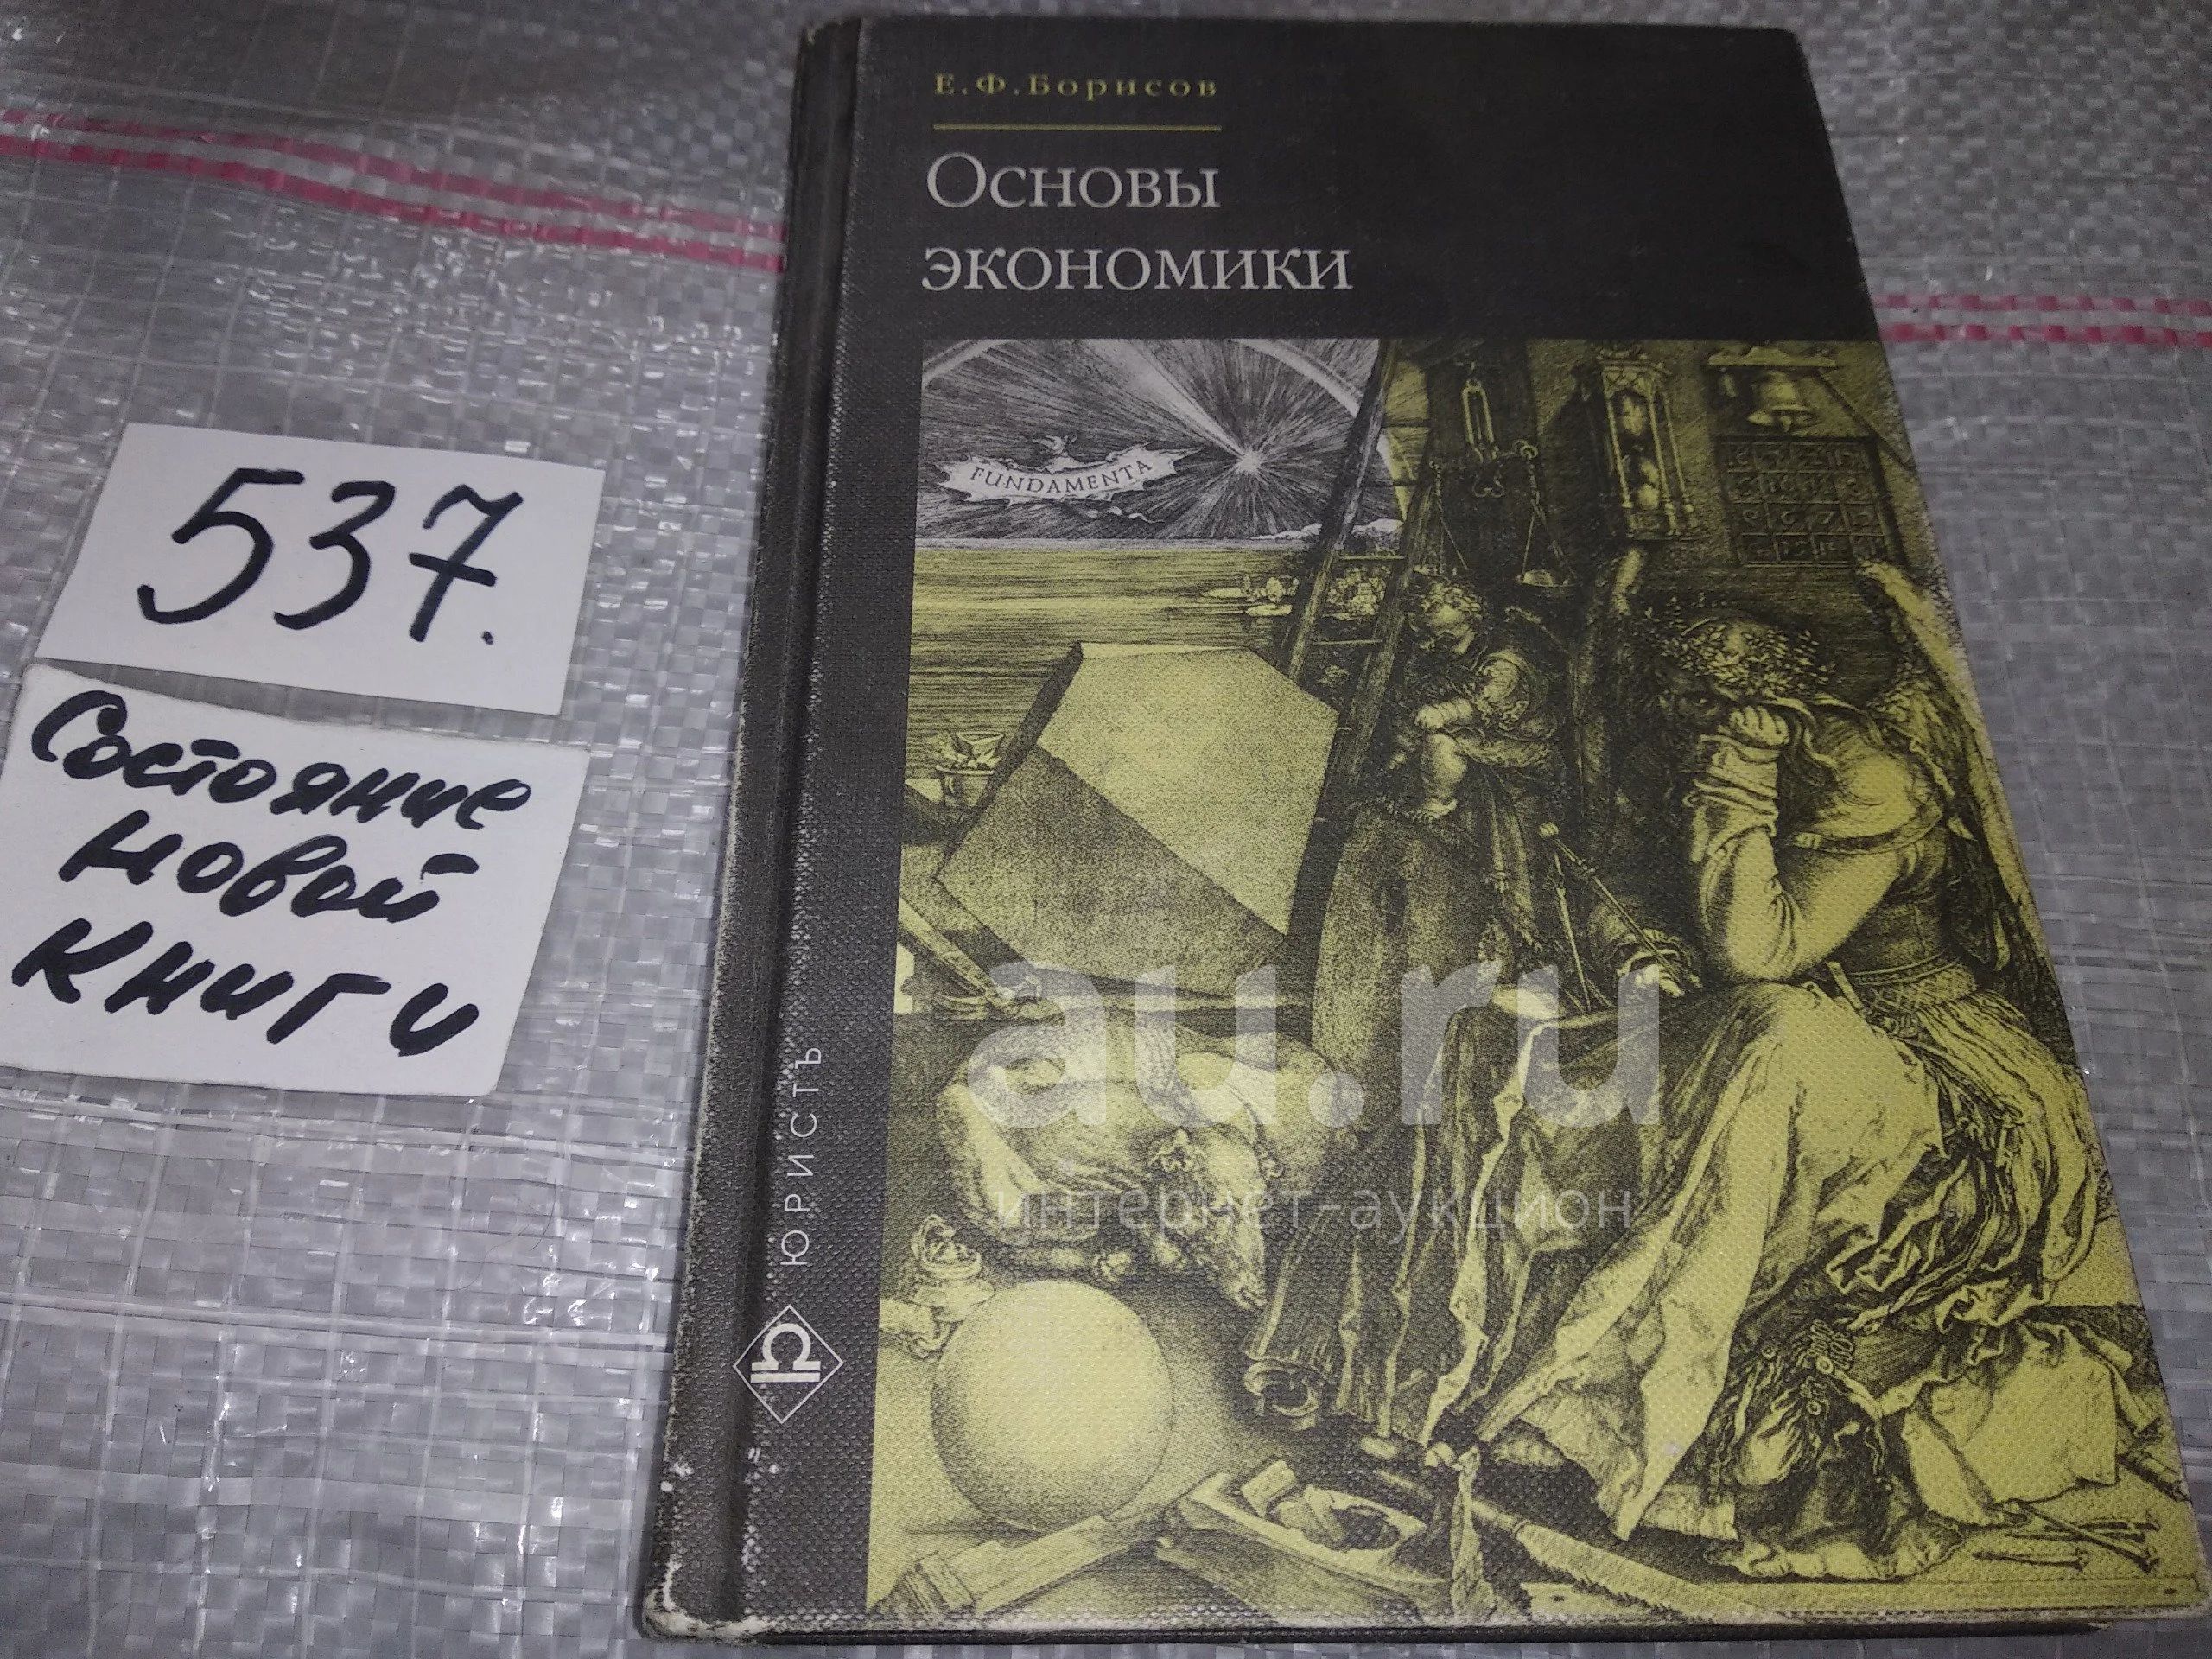 Е.Ф.Борисов
Основы
экономики
FUNDAMENTA
537.
Состояние
новой
книги
ЮРИСТЪ
au.ru
интернет-аукцион